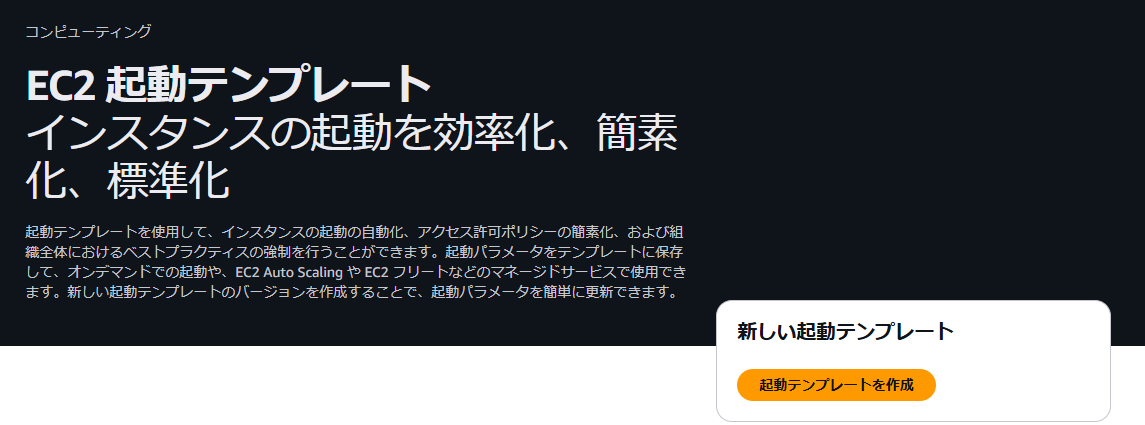 コンピューティング
EC2 起動テンプレート
インスタンスの起動を効率化、簡素
化、標準化
起動テンプレートを使用して、インスタンスの起動の自動化、アクセス許可ポリシーの簡素化、および組
織全体におけるベストプラクティスの強制を行うことができます。起動パラメータをテンプレートに保存
して、オンデマンドでの起動や、EC2 Auto Scaling や EC2 フリートなどのマネージドサービスで使用でき
ます。新しい起動テンプレートのバージョンを作成することで、起動パラメータを簡単に更新できます。
新しい起動テンプレート
起動テンプレートを作成